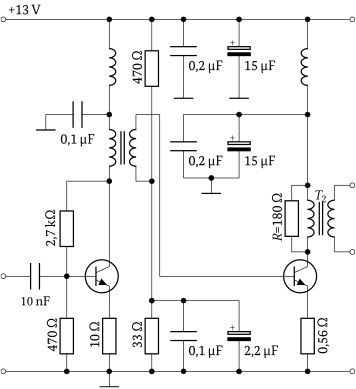 +13 V
470 Ω
0,2 µF
+
15 µF
0,1 µF
0,2 µF
+
15 µF
R=180 Ω
T₂
2,7 kΩ
10 nF
470 Ω
10 Ω
33 Ω
0,1 µF
+
2,2 µF
0,56 Ω